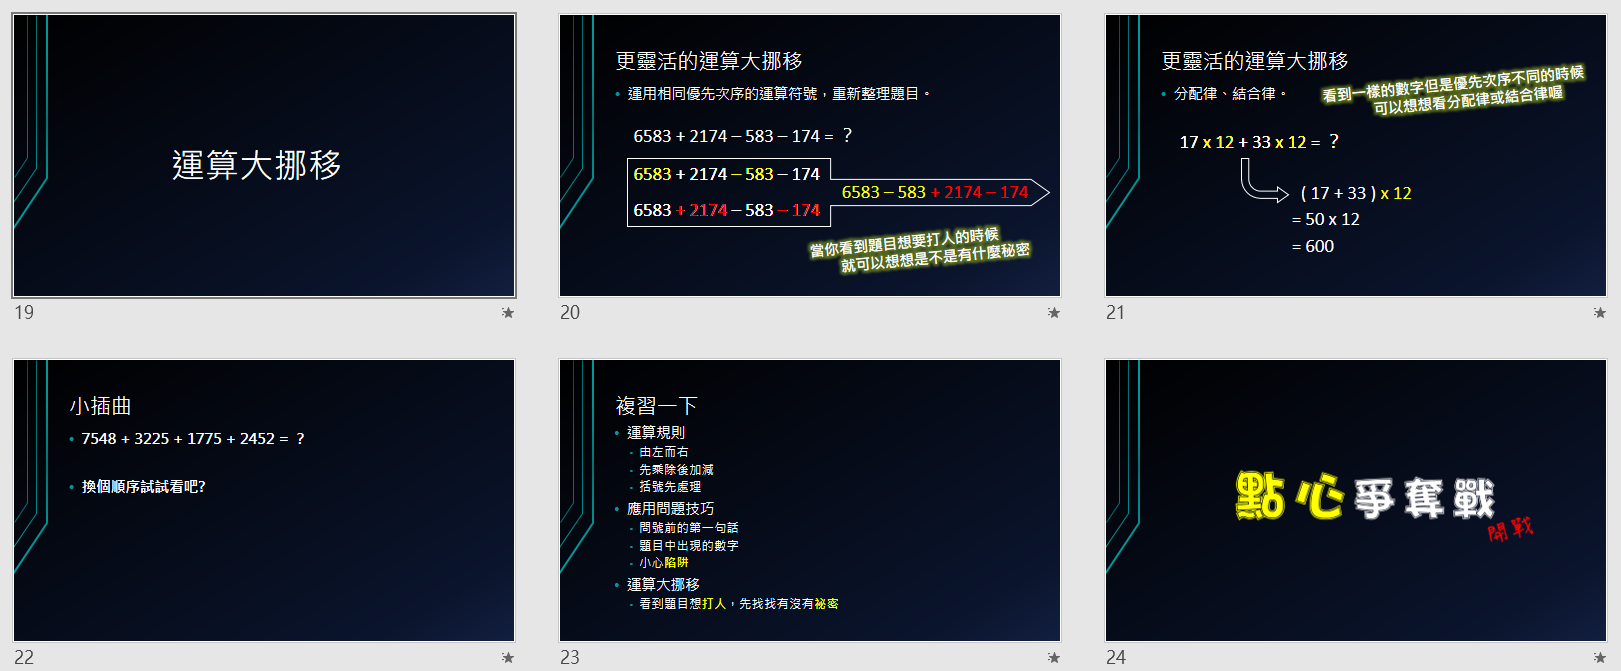 運算大挪移
19
更靈活的運算大挪移
運用相同優先次序的運算符號，重新整理題目。
6583 + 2174 – 583 – 174 = ？
6583 + 2174 – 583 – 174
6583 + 2174 – 583 – 174
6583 – 583 + 2174 – 174
當你看到題目想要打人的時候
就可以想想是不是有什麼秘密
20
更靈活的運算大挪移
分配律、結合律。
看到一樣的數字但是優先次序不同的時候
可以想想看分配律或結合律喔
17 x 12 + 33 x 12 = ？
( 17 + 33 ) x 12
= 50 x 12
= 600
21
小插曲
7548 + 3225 + 1775 + 2452 = ？
換個順序試試看吧?
22
複習一下
運算規則
由左而右
先乘除後加減
括號先處理
應用問題技巧
問號前的第一句話
題目中出現的數字
小心陷阱
運算大挪移
看到題目想打人，先找找有沒有祕密
23
點心爭奪戰
開戰
24